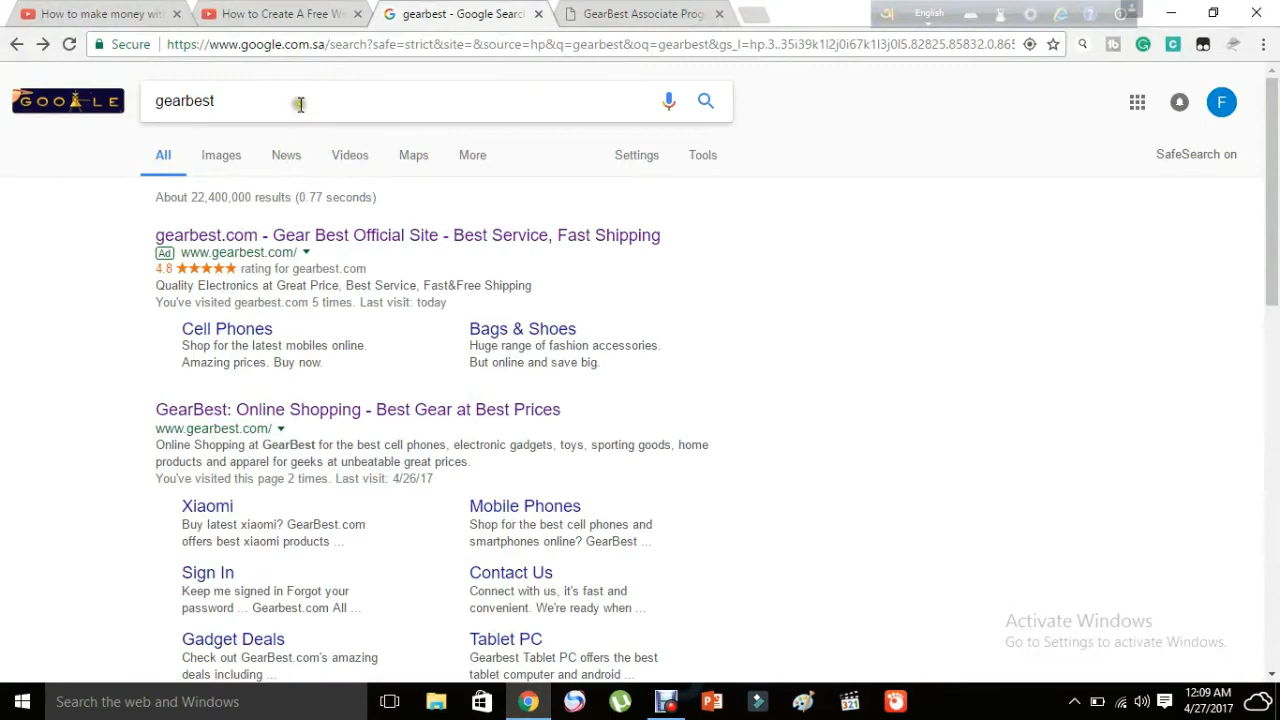 How to make money with
How to Create A Free We
gearbest - Google Search
GearBest Associate Prog
English
Secure
https://www.google.com.sa/search?safe=strict&site=&source=hp&q=gearbest&oq=gearbest&gs_l=hp.3..35i39k1l2j0i67k1l3j0l5.82825.85832.0.865
GOOGLE
gearbest
F
All
Images
News
Videos
Maps
More
Settings
Tools
SafeSearch on
About 22,400,000 results (0.77 seconds)
gearbest.com - Gear Best Official Site - Best Service, Fast Shipping
Ad www.gearbest.com/
4.8 ★★★★★ rating for gearbest.com
Quality Electronics at Great Price, Best Service, Fast&Free Shipping
You've visited gearbest.com 5 times. Last visit: today
Cell Phones
Shop for the latest mobiles online.
Amazing prices. Buy now.
Bags & Shoes
Huge range of fashion accessories.
But online and save big.
GearBest: Online Shopping - Best Gear at Best Prices
www.gearbest.com/
Online Shopping at GearBest for the best cell phones, electronic gadgets, toys, sporting goods, home
products and apparel for geeks at unbeatable great prices.
You've visited this page 2 times. Last visit: 4/26/17
Xiaomi
Buy latest xiaomi? GearBest.com
offers best xiaomi products ...
Mobile Phones
Shop for the best cell phones and
smartphones online? GearBest ...
Sign In
Keep me signed in Forgot your
password ... Gearbest.com All ...
Contact Us
Connect with us, it's fast and
convenient. We're ready when ...
Gadget Deals
Check out GearBest.com's amazing
deals including ...
Tablet PC
Gearbest Tablet PC offers the best
tablet computer and android ...
Activate Windows
Go to Settings to activate Windows.
Search the web and Windows
12:09 AM
4/27/2017